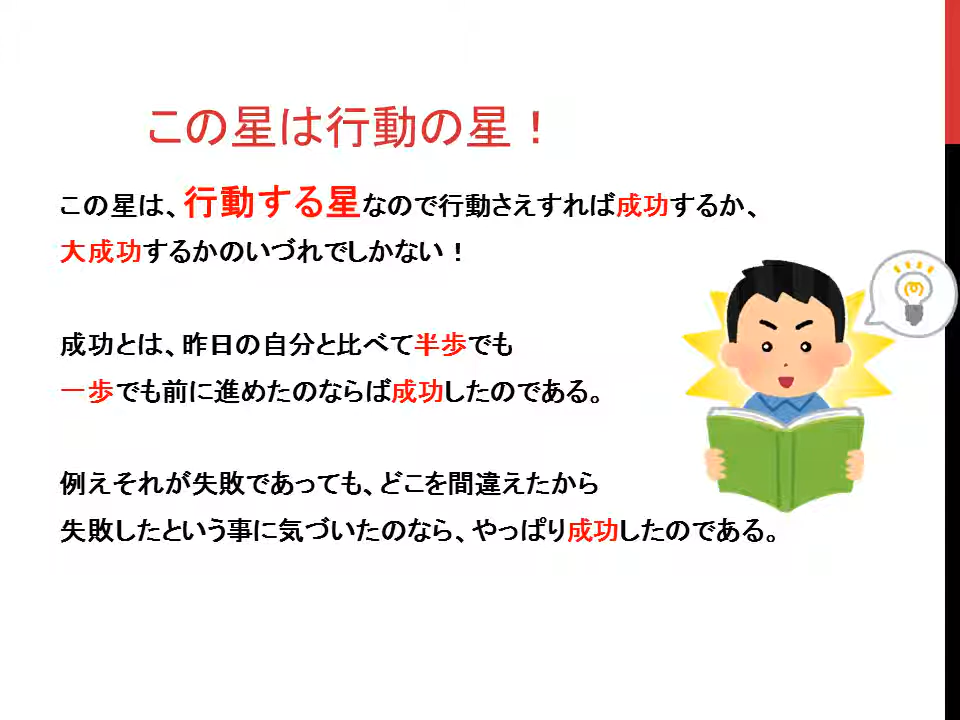 この星は行動の星！
この星は、行動する星なので行動さえすれば成功するか、
大成功するかのいづれでしかない！
成功とは、昨日の自分と比べて半歩でも
一歩でも前に進めたのならば成功したのである。
例えそれが失敗であっても、どこを間違えたから
失敗したという事に気づいたのなら、やっぱり成功したのである。